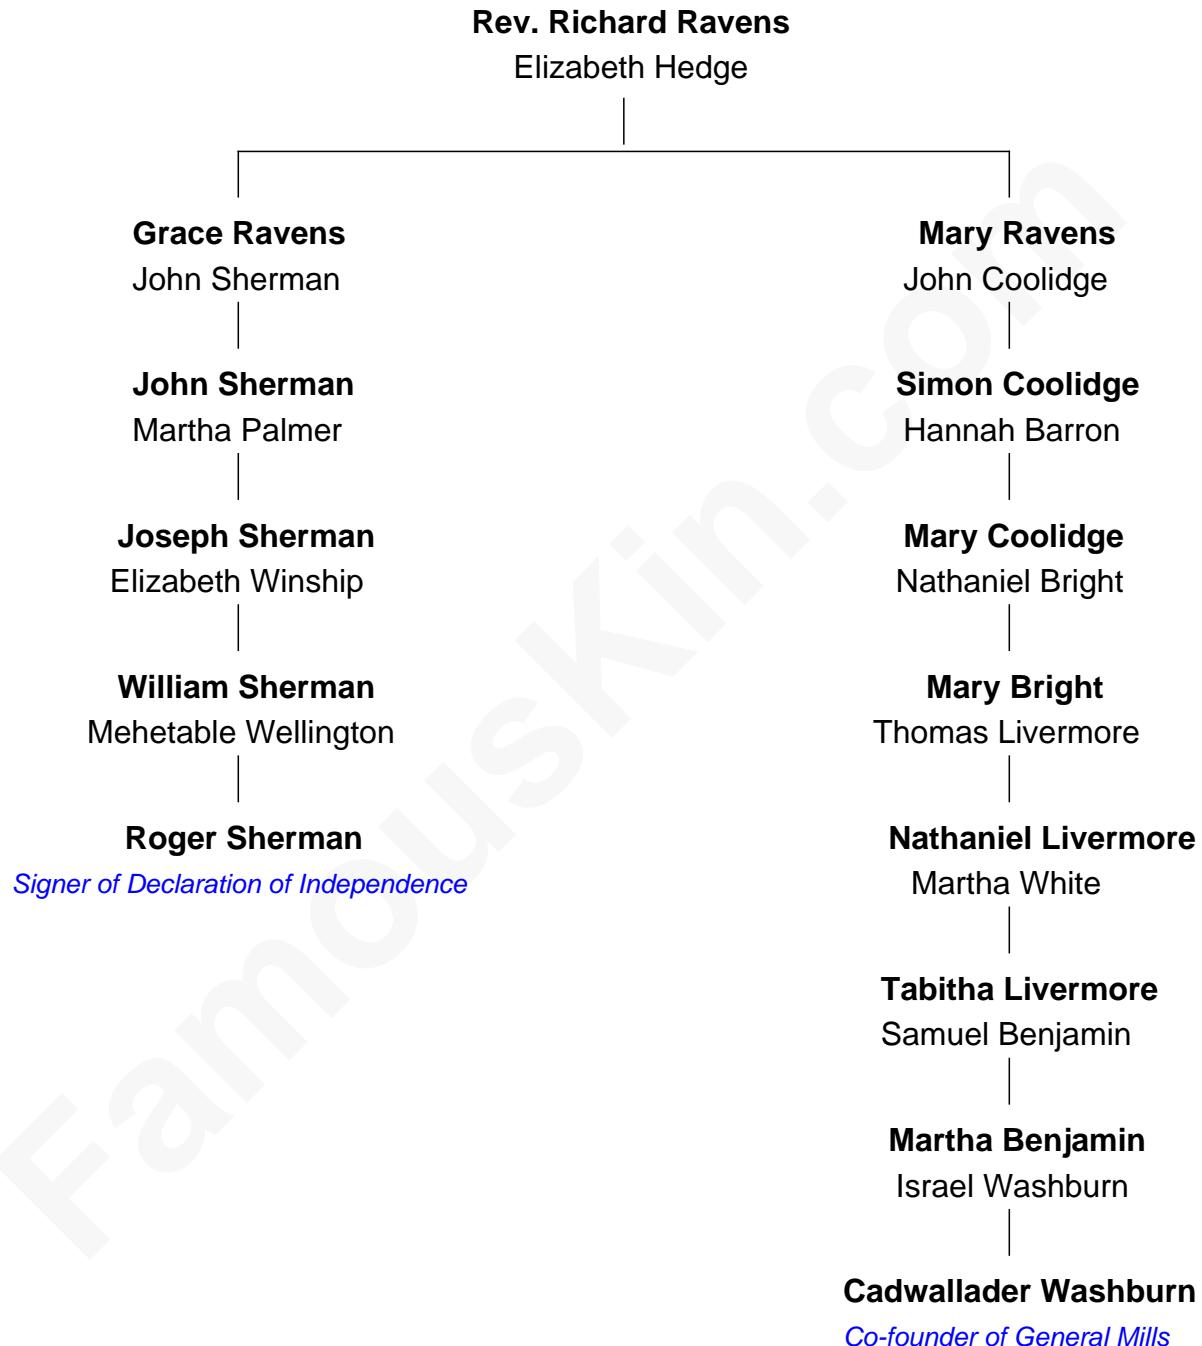 Rev. Richard Ravens
Elizabeth Hedge
Grace Ravens
John Sherman
John Sherman
Martha Palmer
Joseph Sherman
Elizabeth Winship
William Sherman
Mehetable Wellington
Roger Sherman
Signer of Declaration of Independence
Mary Ravens
John Coolidge
Simon Coolidge
Hannah Barron
Mary Coolidge
Nathaniel Bright
Mary Bright
Thomas Livermore
Nathaniel Livermore
Martha White
Tabitha Livermore
Samuel Benjamin
Martha Benjamin
Israel Washburn
Cadwallader Washburn
Co-founder of General Mills
FamousKin.com